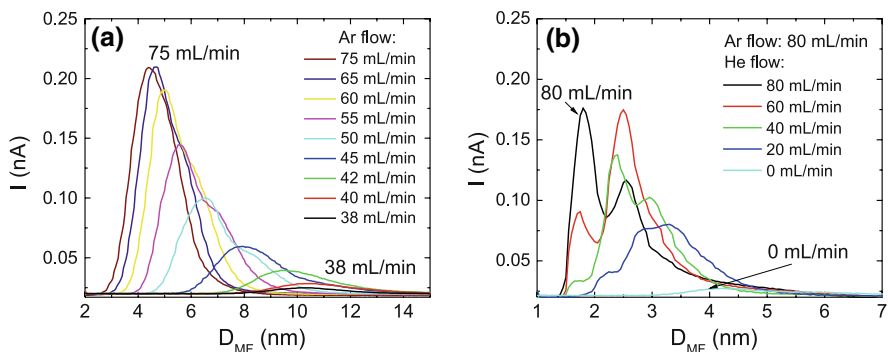 (a)
75 mL/min
Ar flow:
75 mL/min
65 mL/min
60 mL/min
55 mL/min
50 mL/min
45 mL/min
42 mL/min
40 mL/min
38 mL/min
38 mL/min
I (nA)
0.25
0.20
0.15
0.10
0.05
2 4 6 8 10 12 14
D_MF (nm)
(b)
Ar flow: 80 mL/min
He flow:
80 mL/min
60 mL/min
40 mL/min
20 mL/min
0 mL/min
80 mL/min
0 mL/min
I (nA)
0.25
0.20
0.15
0.10
0.05
1 2 3 4 5 6 7
D_MF (nm)